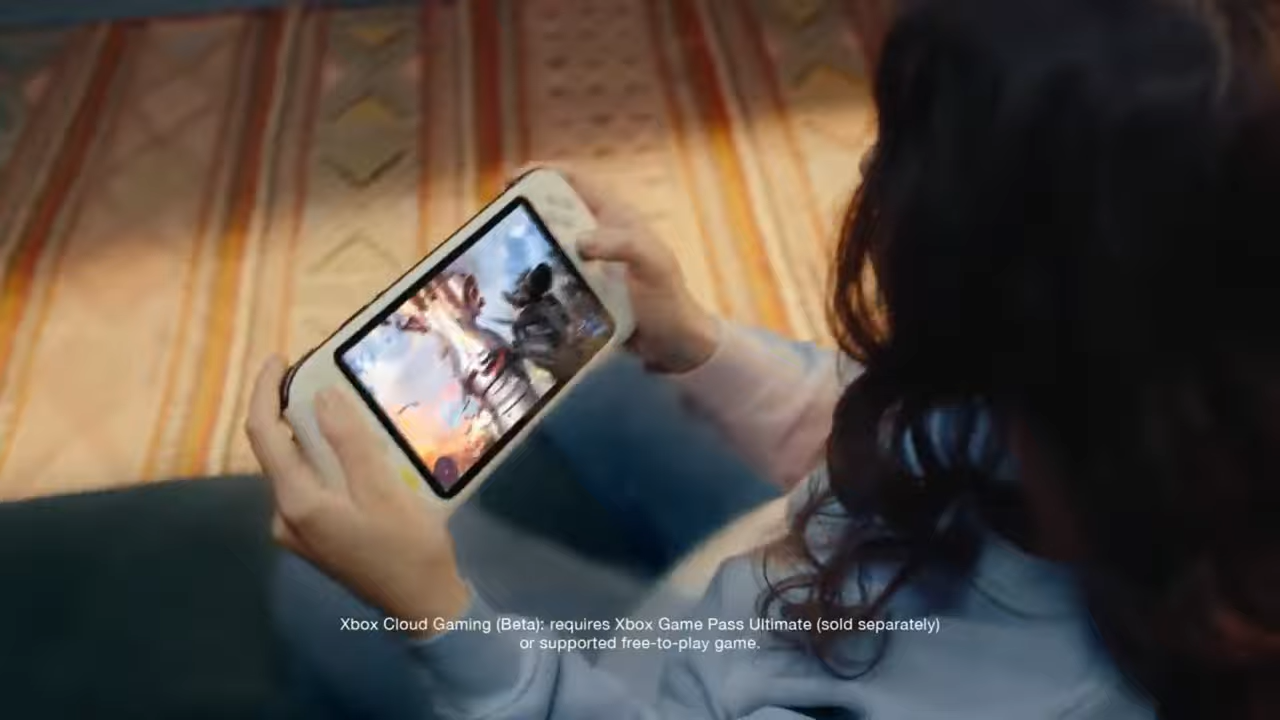 Xbox Cloud Gaming (Beta): requires Xbox Game Pass Ultimate (sold separately)
or supported free-to-play game.